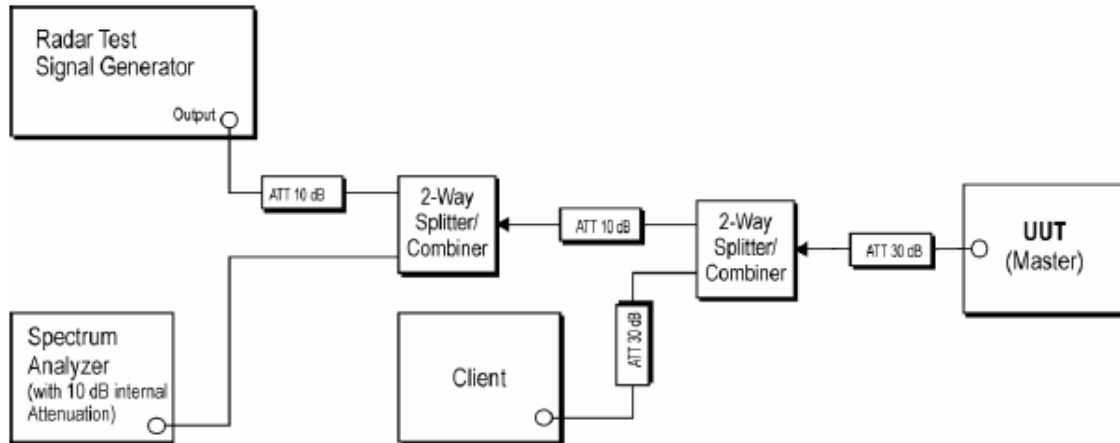 Radar Test
Signal Generator
Output
ATT 10 dB
2-Way
Splitter/
Combiner
ATT 10 dB
2-Way
Splitter/
Combiner
ATT 30 dB
UUT
(Master)
Spectrum
Analyzer
(with 10 dB internal
Attenuation)
Client
ATT 30 dB